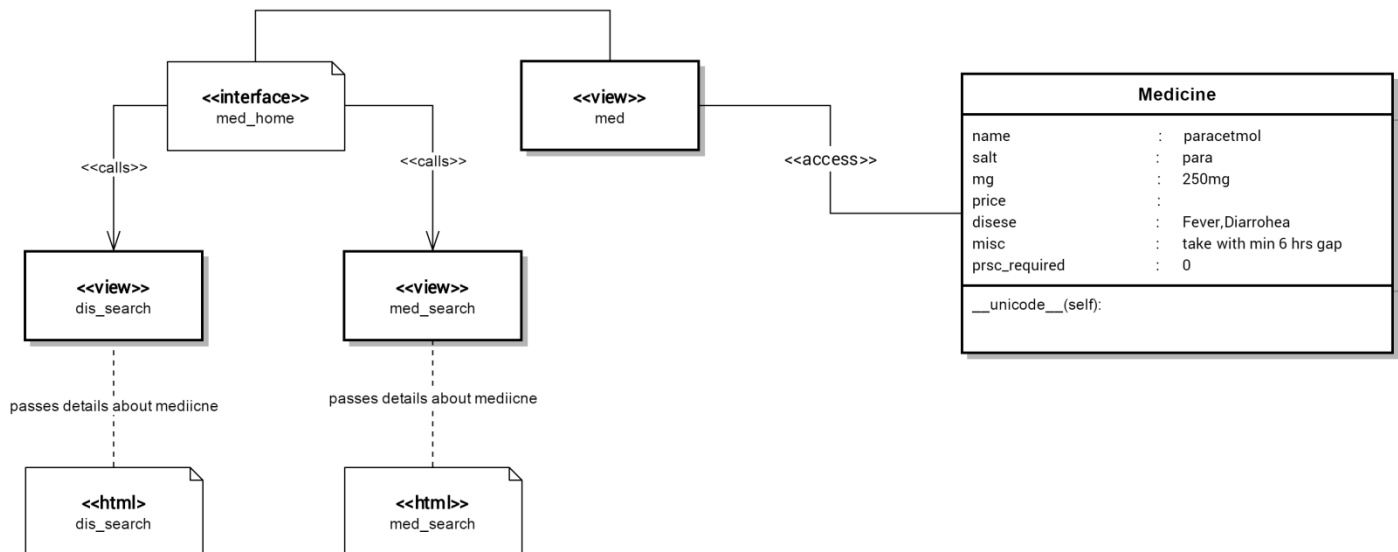 <<interface>>
med_home
<<view>>
med
Medicine
name : paracetmol
salt : para
mg : 250mg
price :
disese : Fever,Diarrohea
misc : take with min 6 hrs gap
prsc_required : 0
__unicode__(self):
<<calls>>
<<calls>>
<<access>>
<<view>>
dis_search
<<view>>
med_search
passes details about mediicne
passes details about mediicne
<<html>
dis_search
<<html>>
med_search